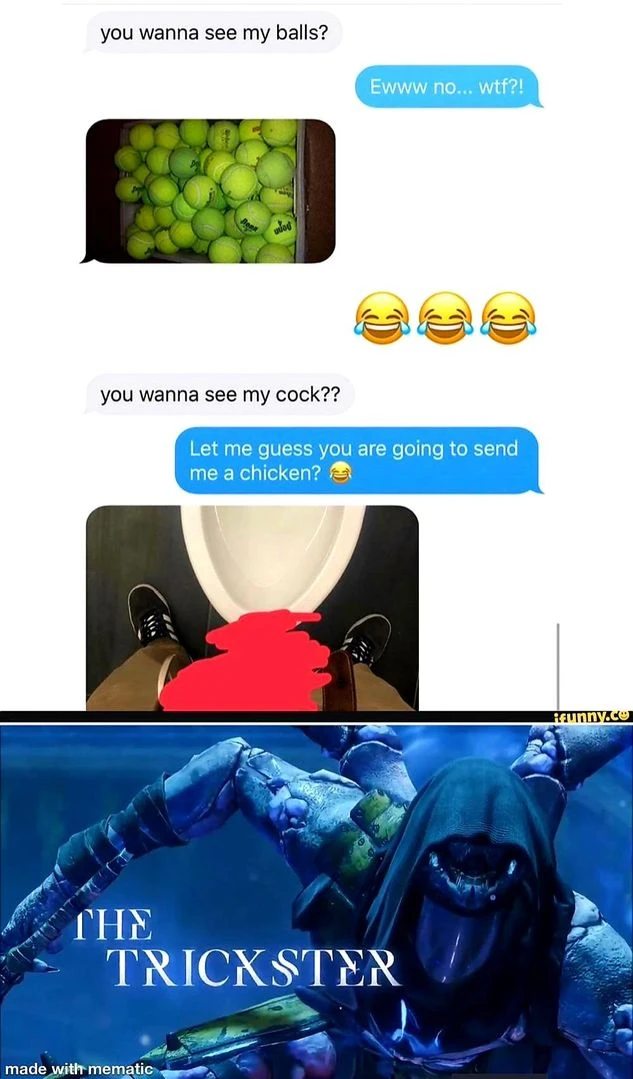 you wanna see my balls?
Ewww no... wtf?!
😂😂😂
you wanna see my cock??
Let me guess you are going to send
me a chicken? 😂
ifunny.co
THE
TRICKSTER
made with mematic